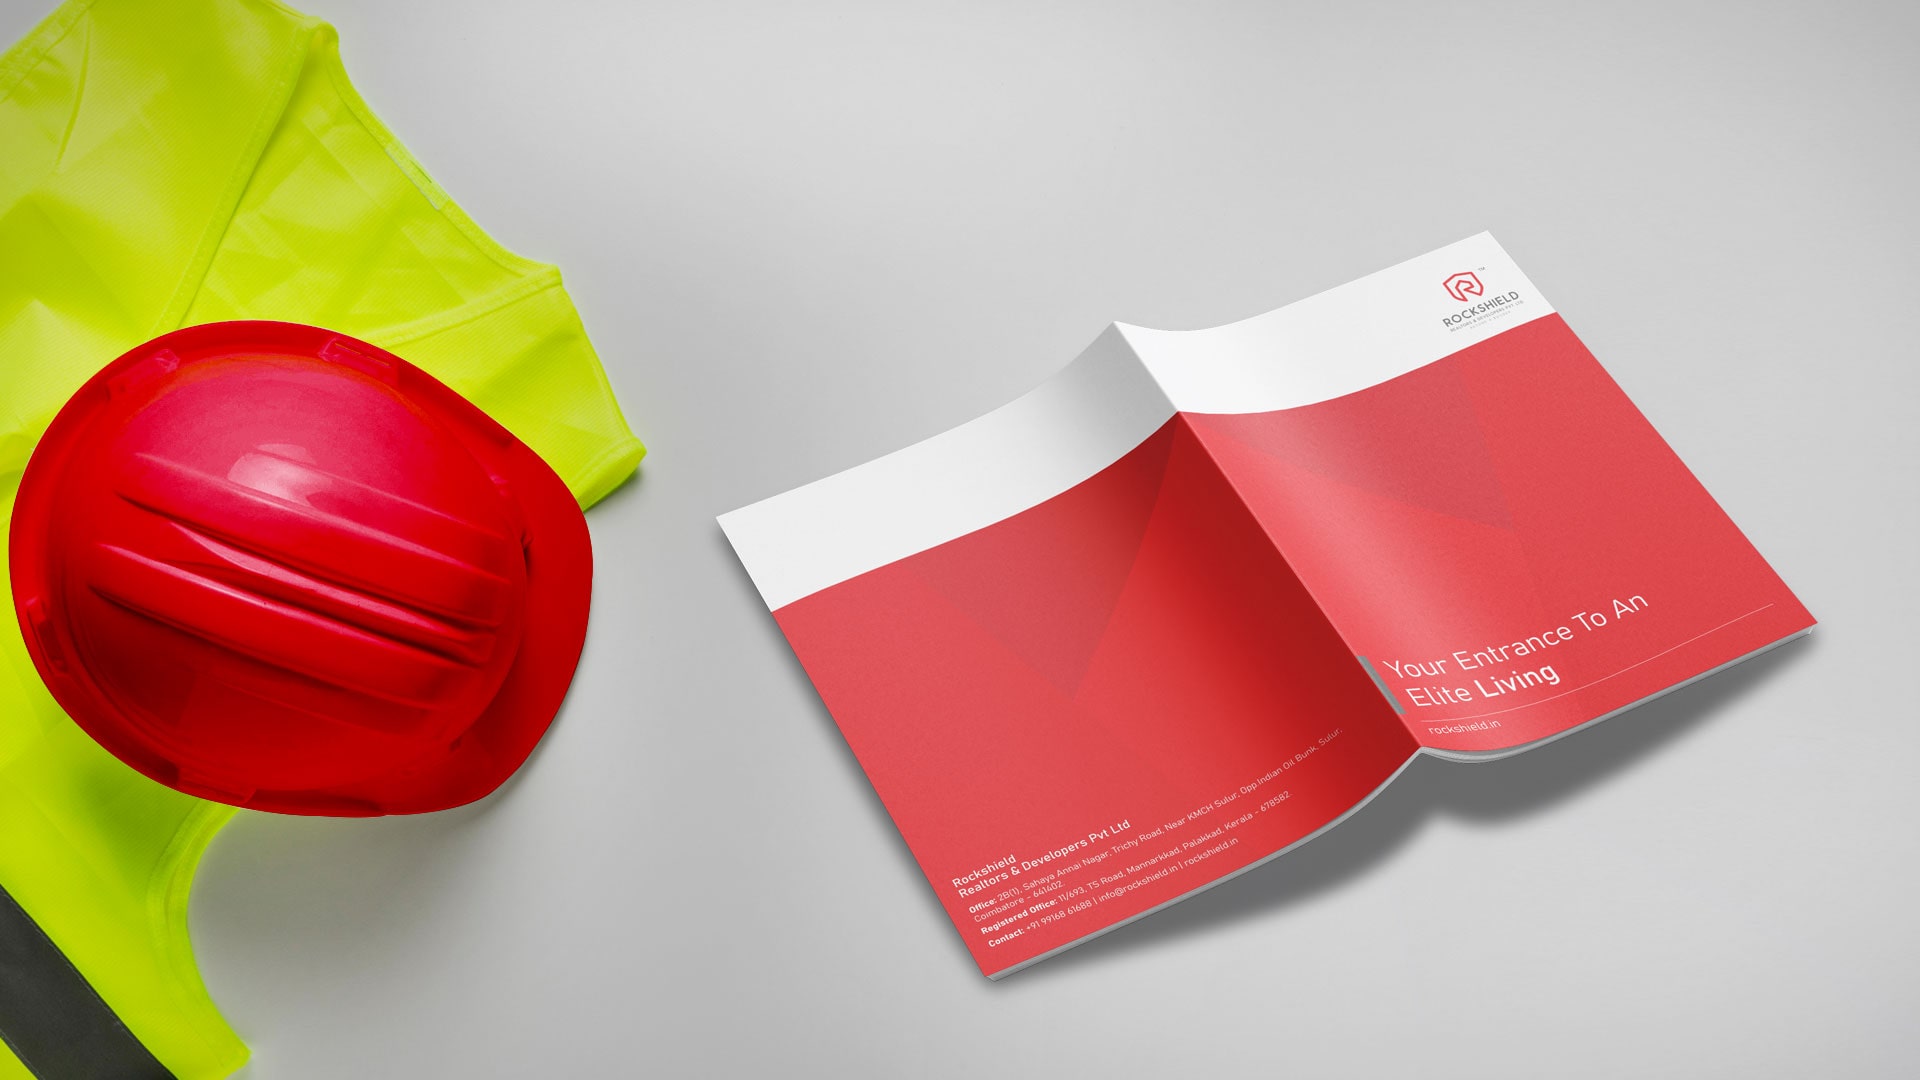 ROCKSHIELD
REALTORS & DEVELOPERS PVT LTD
TM
Your Entrance To An
Elite Living
rockshield.in
Rockshield
Realtors & Developers Pvt Ltd
Office: 2B(1), Sahaya Annai Nagar, Trichy Road, Near KMCH Sulur, Opp.Indian Oil Bunk, Sulur,
Coimbatore - 641402.
Registered Office: 11/693, TS Road, Mannarkkad, Palakkad, Kerala - 678582.
Contact: +91 99168 61688 | info@rockshield.in | rockshield.in